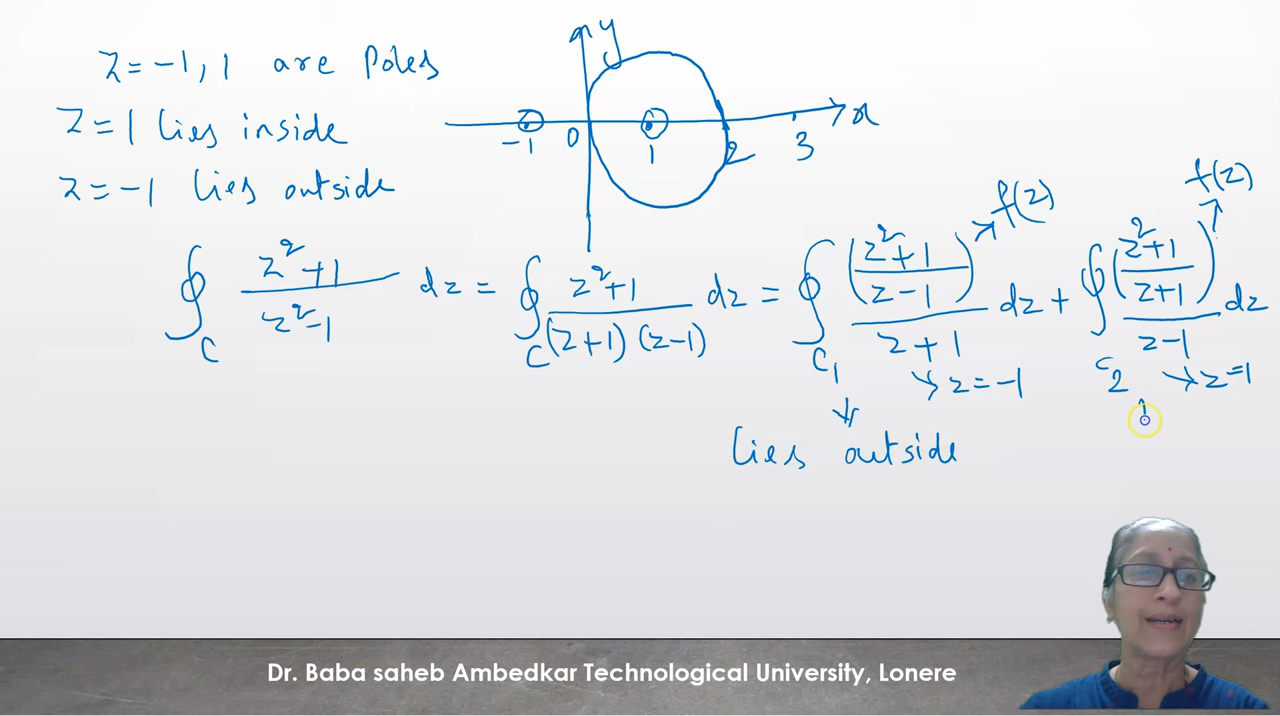 z = -1, 1 are Poles
z = 1 lies inside
z = -1 lies outside
y
x
-1 0 1 2 3
∮_C (z²+1)/(z²-1) dz = ∮_C (z²+1)/((z+1)(z-1)) dz = ∮_C₁ ((z²+1)/(z-1))/(z+1) dz + ∮_C₂ ((z²+1)/(z+1))/(z-1) dz
→ f(z)
↑ f(z)
↘ z = -1
↘ z = 1
↓
lies outside
Dr. Baba saheb Ambedkar Technological University, Lonere